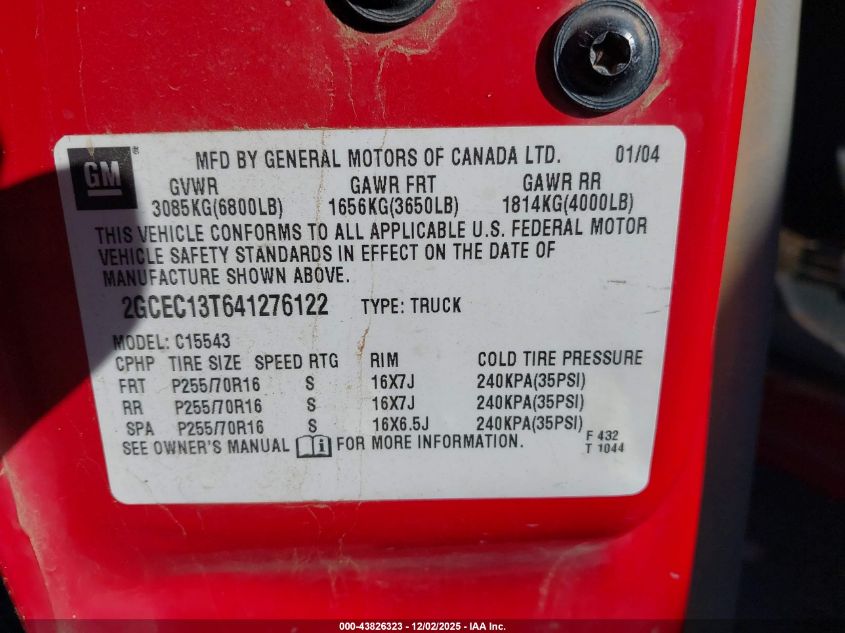 GM
®
MFD BY GENERAL MOTORS OF CANADA LTD. 01/04
GVWR GAWR FRT GAWR RR
3085KG(6800LB) 1656KG(3650LB) 1814KG(4000LB)
THIS VEHICLE CONFORMS TO ALL APPLICABLE U.S. FEDERAL MOTOR
VEHICLE SAFETY STANDARDS IN EFFECT ON THE DATE OF
MANUFACTURE SHOWN ABOVE.
2GCEC13T641276122 TYPE: TRUCK
MODEL: C15543
CPHP TIRE SIZE SPEED RTG RIM COLD TIRE PRESSURE
FRT P255/70R16 S 16X7J 240KPA(35PSI)
RR P255/70R16 S 16X7J 240KPA(35PSI)
SPA P255/70R16 S 16X6.5J 240KPA(35PSI)
SEE OWNER'S MANUAL i FOR MORE INFORMATION.
F 432
T 1044
000-43826323 - 12/02/2025 - IAA Inc.